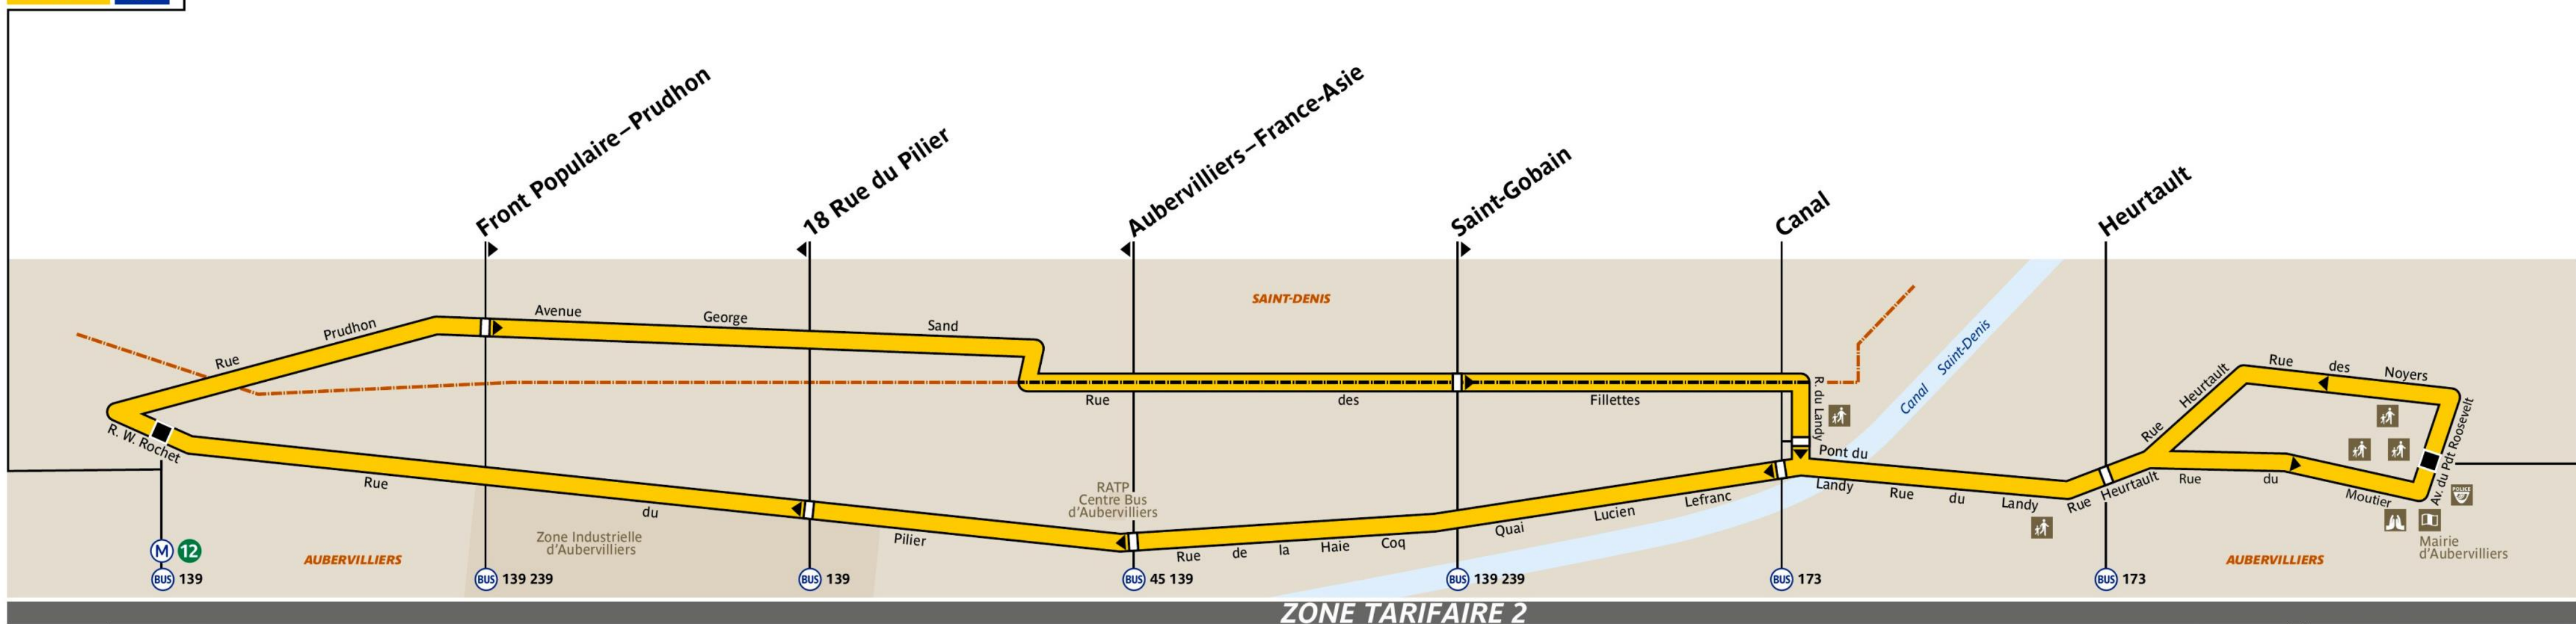 Front Populaire–Prudhon
18 Rue du Pilier
Aubervilliers–France-Asie
Saint-Gobain
Canal
Heurtault
SAINT-DENIS
Rue Prudhon
Avenue George Sand
Rue des Fillettes
R. du Landy
Canal Saint-Denis
Rue Heurtault
Rue des Noyers
Av. du Pdt Roosevelt
R. W. Rochet
Rue du Pilier
RATP
Centre Bus
d'Aubervilliers
Zone Industrielle
d'Aubervilliers
Rue de la Haie Coq
Quai Lucien Lefranc
Pont du
Landy
Rue du Landy
Rue Heurtault
Rue du Moutier
POLICE
Mairie
d'Aubervilliers
AUBERVILLIERS
AUBERVILLIERS
M 12
BUS 139
BUS 139 239
BUS 139
BUS 45 139
BUS 139 239
BUS 173
BUS 173
ZONE TARIFAIRE 2